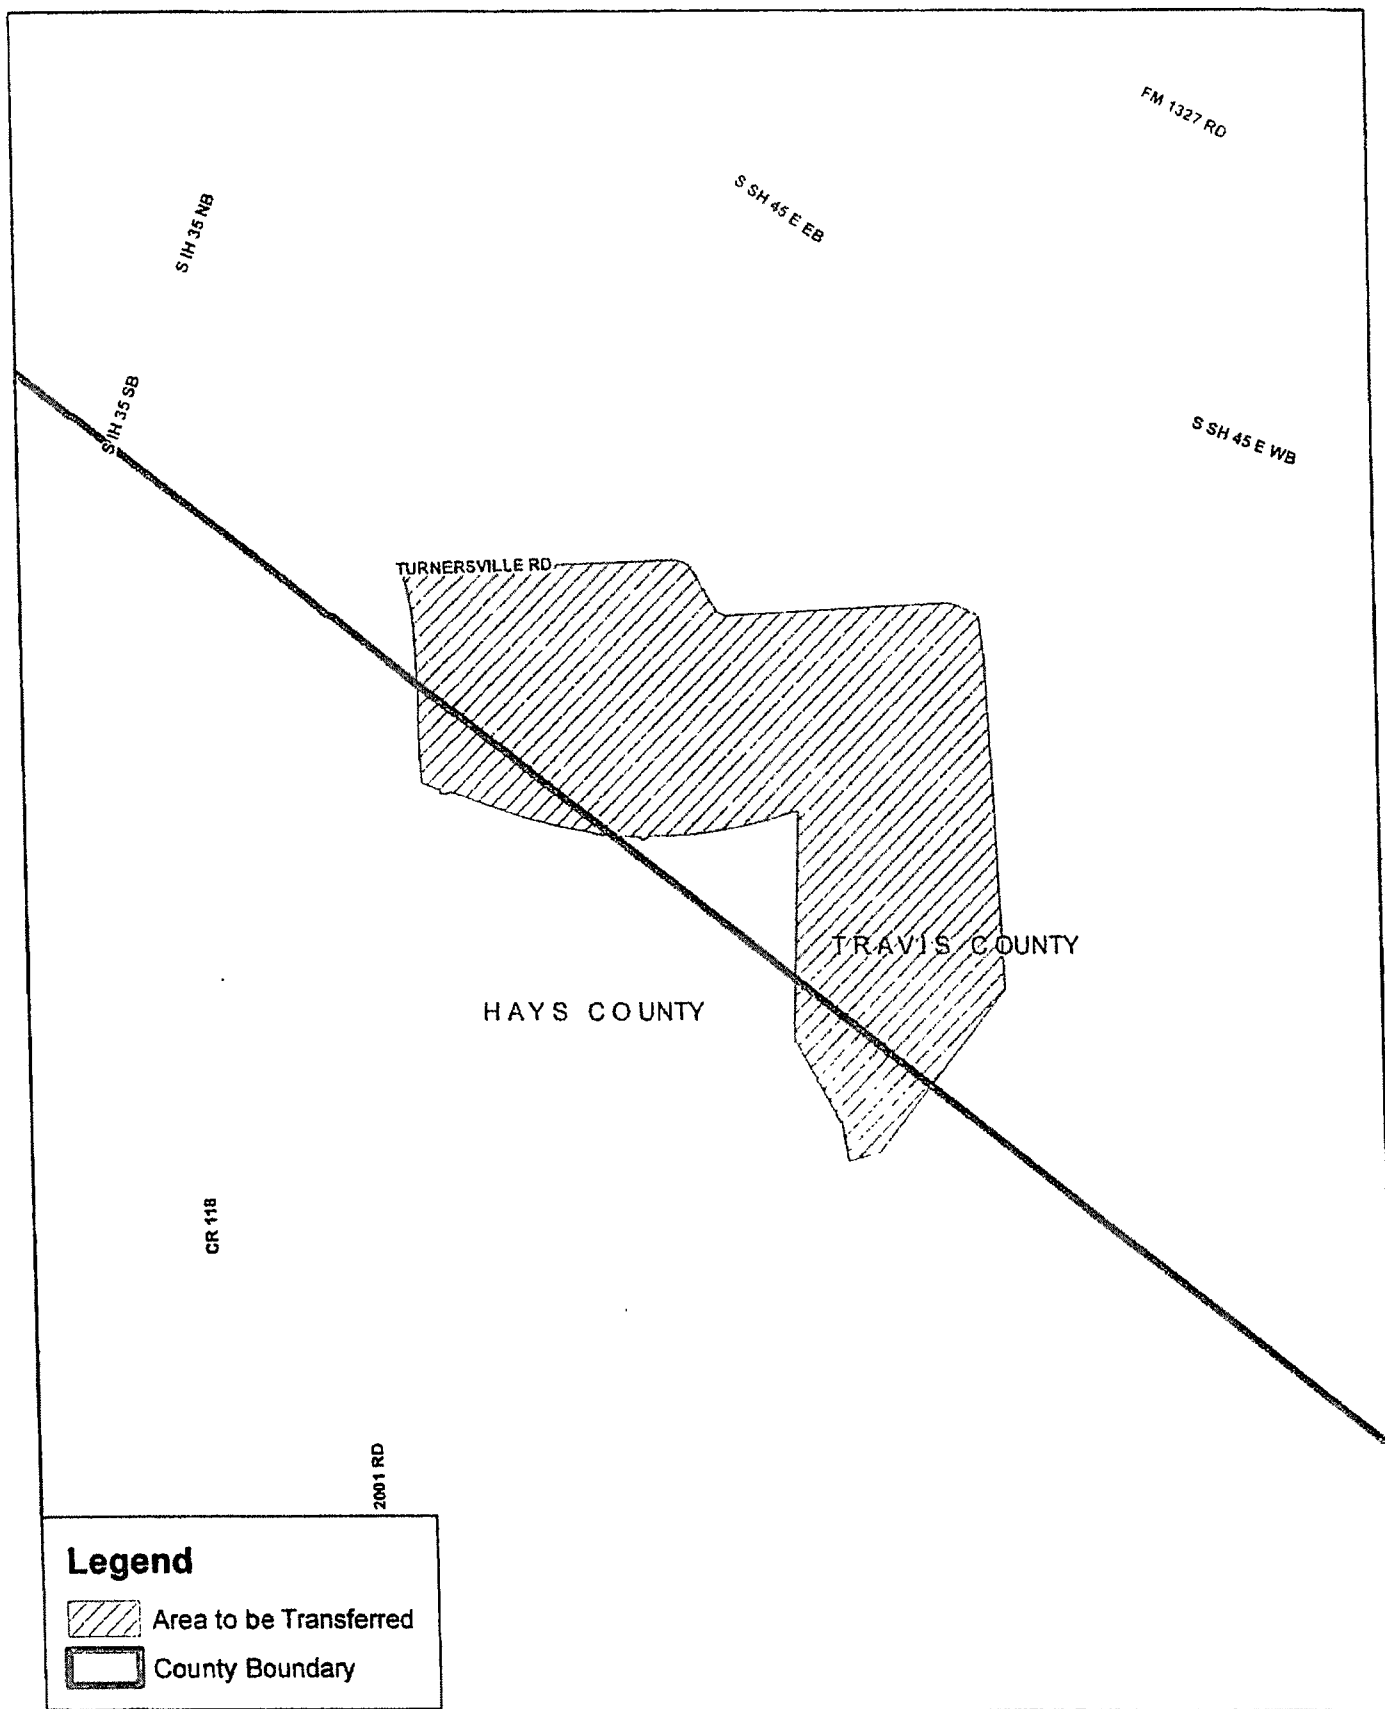 FM 1327 RD
S SH 45 E EB
S IH 35 NB
S IH 35 SB
S SH 45 E WB
TURNERSVILLE RD
TRAVIS COUNTY
HAYS COUNTY
CR 118
2001 RD
Legend
Area to be Transferred
County Boundary